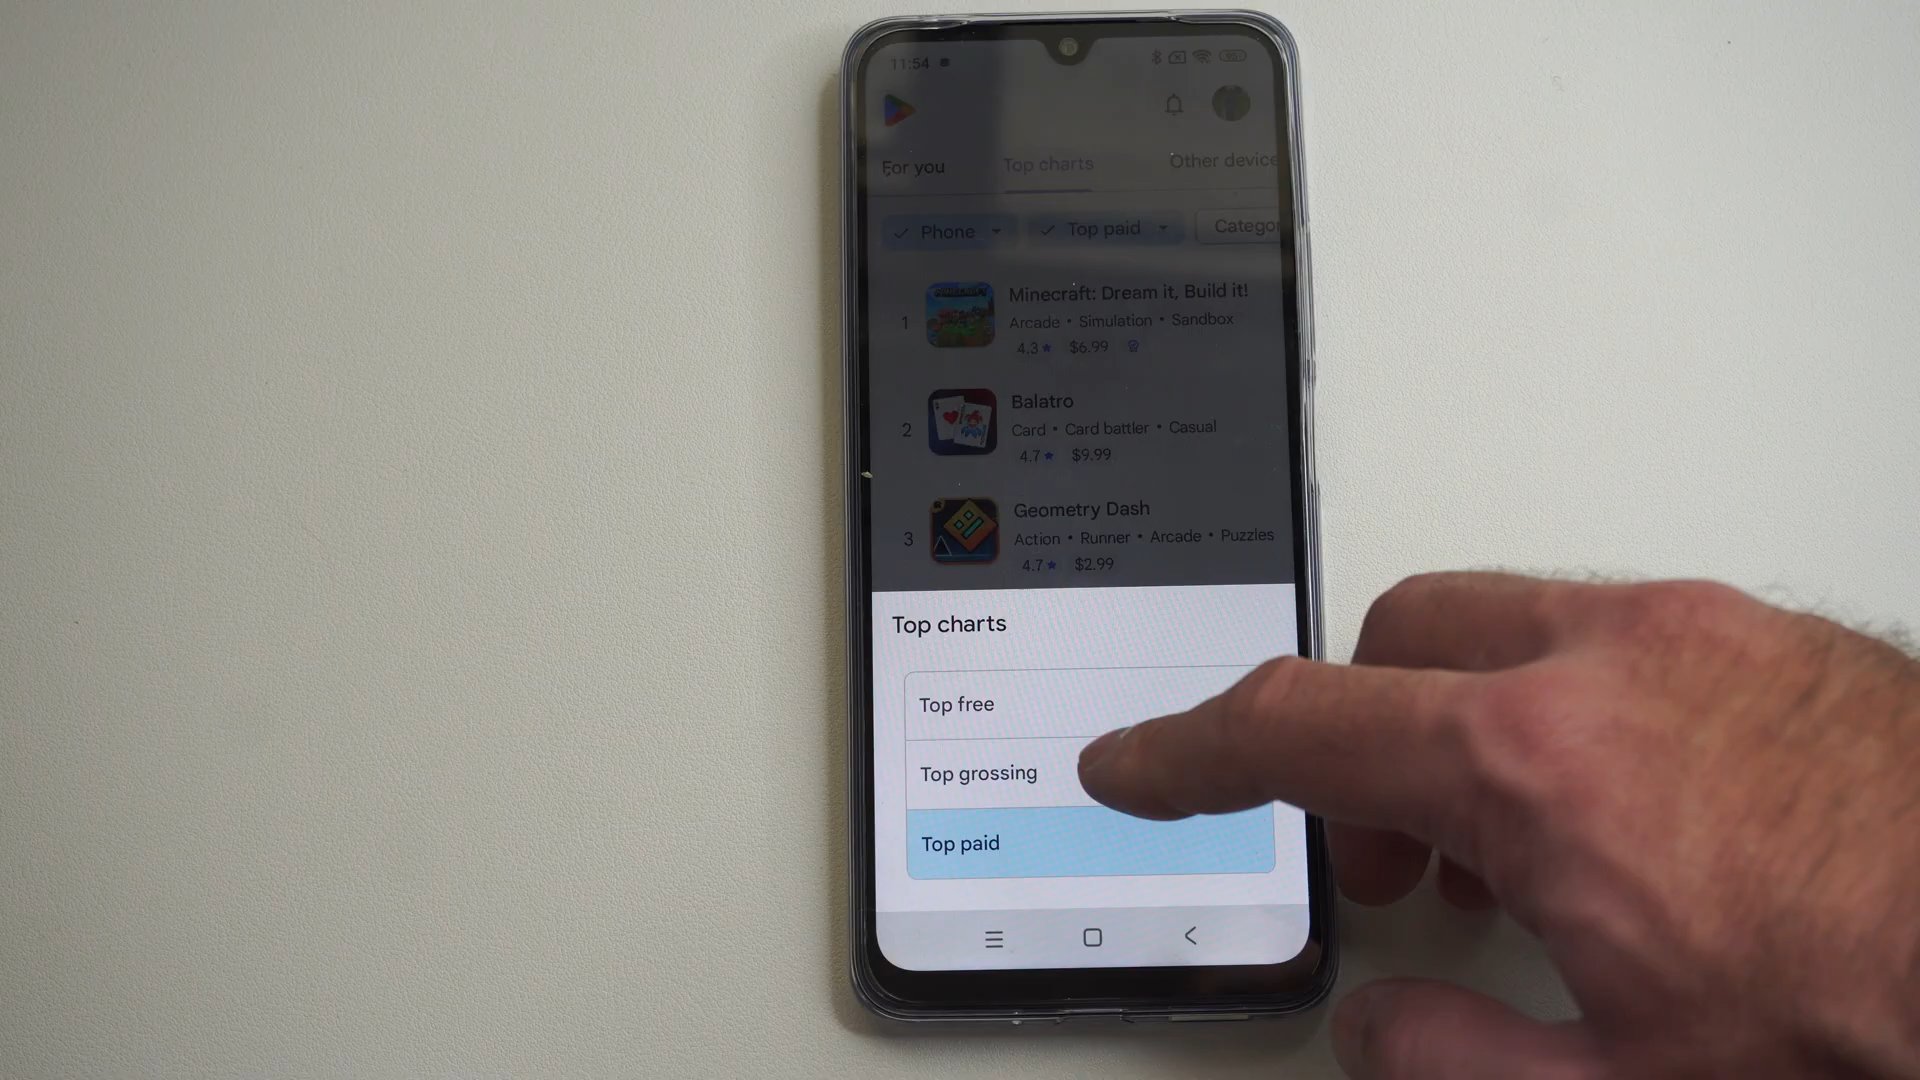 11:54
For you Top charts Other device
Phone Top paid Categor
1 Minecraft: Dream it, Build it!
Arcade • Simulation • Sandbox
4.3 ★ $6.99
2 Balatro
Card • Card battler • Casual
4.7 ★ $9.99
3 Geometry Dash
Action • Runner • Arcade • Puzzles
4.7 ★ $2.99
Top charts
Top free
Top grossing
Top paid